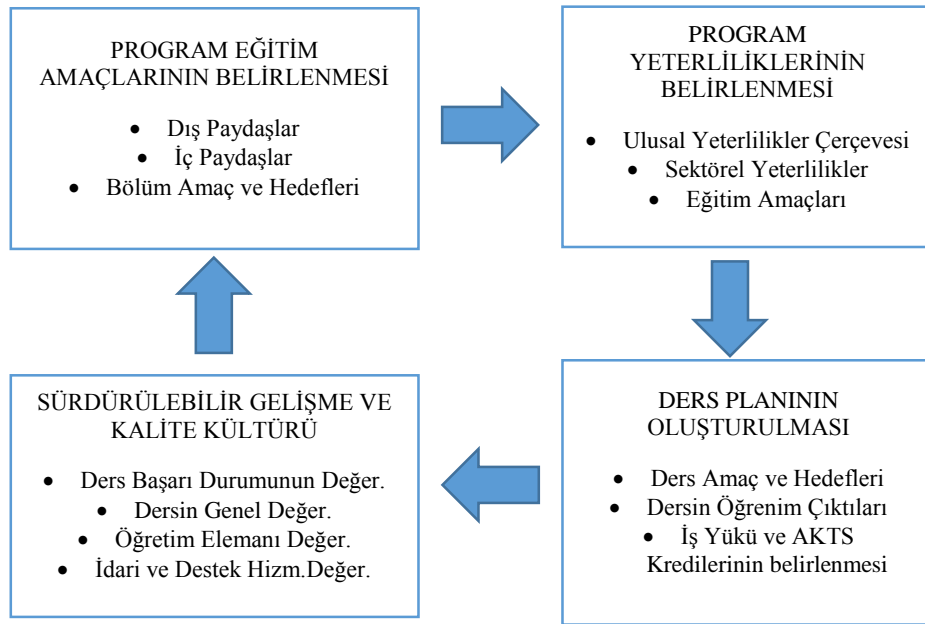 PROGRAM EĞİTİM
AMAÇLARININ BELİRLENMESİ
• Dış Paydaşlar
• İç Paydaşlar
• Bölüm Amaç ve Hedefleri
PROGRAM
YETERLİLİKLERİNİN
BELİRLENMESİ
• Ulusal Yeterlilikler Çerçevesi
• Sektörel Yeterlilikler
• Eğitim Amaçları
SÜRDÜRÜLEBİLİR GELİŞME VE
KALİTE KÜLTÜRÜ
• Ders Başarı Durumunun Değer.
• Dersin Genel Değer.
• Öğretim Elemanı Değer.
• İdari ve Destek Hizm.Değer.
DERS PLANININ
OLUŞTURULMASI
• Ders Amaç ve Hedefleri
• Dersin Öğrenim Çıktıları
• İş Yükü ve AKTS
Kredilerinin belirlenmesi